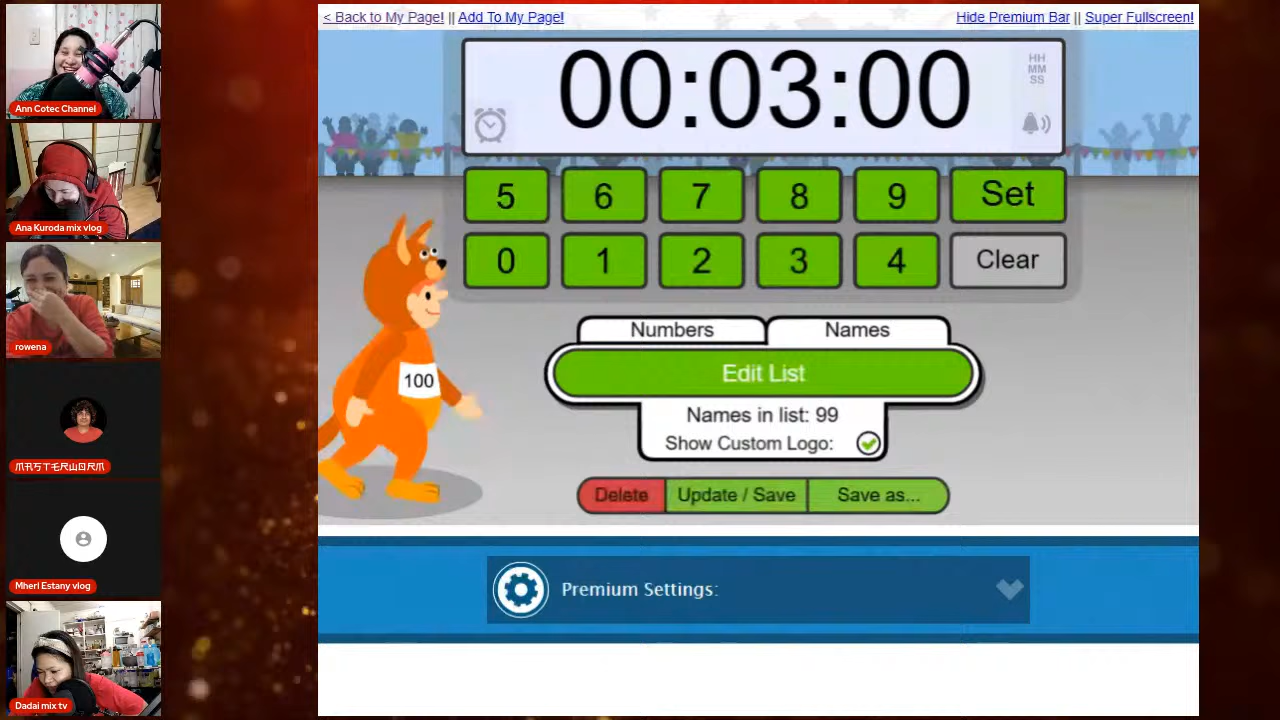 < Back to My Page! || Add To My Page!
Hide Premium Bar || Super Fullscreen!
00:03:00
HH
MM
SS
5 6 7 8 9 Set
0 1 2 3 4 Clear
100
Numbers
Names
Edit List
Names in list: 99
Show Custom Logo:
Delete
Update / Save
Save as...
Premium Settings:
Ann Cotec Channel
Ana Kuroda mix vlog
rowena
Mherl Estany vlog
Dadai mix tv